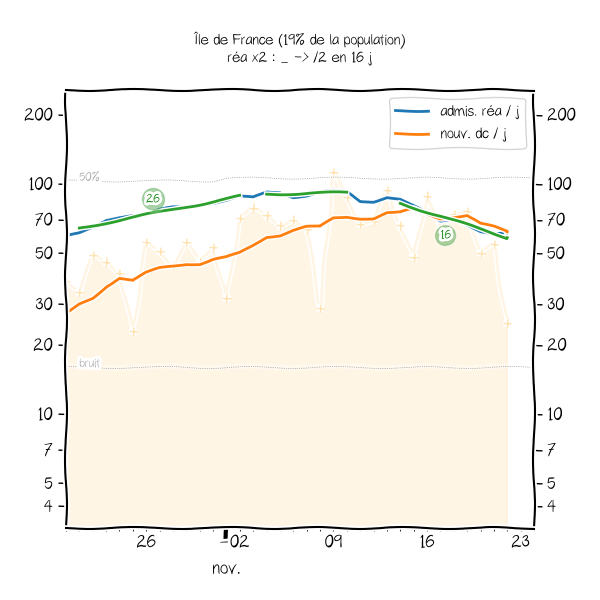 Île de France (19% de la population)
réa x2 : _ -> /2 en 16 j
admis. réa / j
nouv. dc / j
200 200
50%
100 100
26
70 70
16
50 50
30 30
20 20
bruit
10 10
7 7
5 5
4 4
26 02 09 16 23
nov.